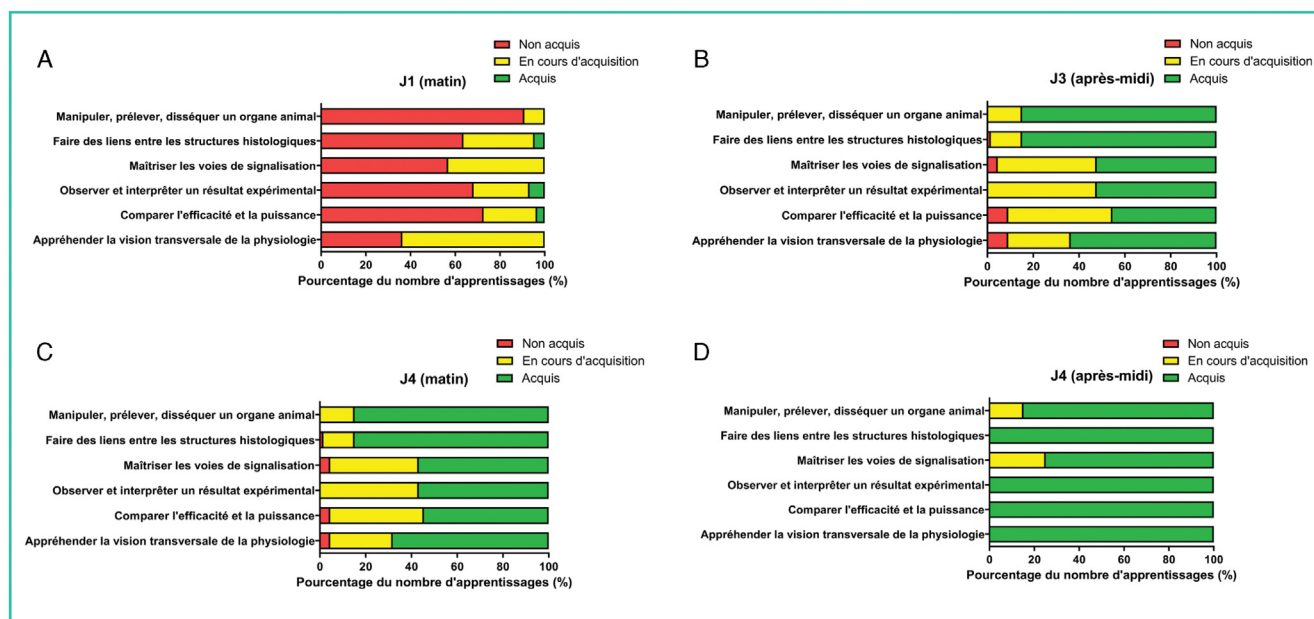 A
Non acquis
En cours d'acquisition
Acquis
J1 (matin)
Manipuler, prélever, disséquer un organe animal
Faire des liens entre les structures histologiques
Maîtriser les voies de signalisation
Observer et interprêter un résultat expérimental
Comparer l'efficacité et la puissance
Appréhender la vision transversale de la physiologie
0 20 40 60 80 100
Pourcentage du nombre d'apprentissages (%)
B
Non acquis
En cours d'acquisition
Acquis
J3 (après-midi)
Manipuler, prélever, disséquer un organe animal
Faire des liens entre les structures histologiques
Maîtriser les voies de signalisation
Observer et interprêter un résultat expérimental
Comparer l'efficacité et la puissance
Appréhender la vision transversale de la physiologie
0 20 40 60 80 100
Pourcentage du nombre d'apprentissages (%)
C
Non acquis
En cours d'acquisition
Acquis
J4 (matin)
Manipuler, prélever, disséquer un organe animal
Faire des liens entre les structures histologiques
Maîtriser les voies de signalisation
Observer et interprêter un résultat expérimental
Comparer l'efficacité et la puissance
Appréhender la vision transversale de la physiologie
0 20 40 60 80 100
Pourcentage du nombre d'apprentissages (%)
D
Non acquis
En cours d'acquisition
Acquis
J4 (après-midi)
Manipuler, prélever, disséquer un organe animal
Faire des liens entre les structures histologiques
Maîtriser les voies de signalisation
Observer et interprêter un résultat expérimental
Comparer l'efficacité et la puissance
Appréhender la vision transversale de la physiologie
0 20 40 60 80 100
Pourcentage du nombre d'apprentissages (%)